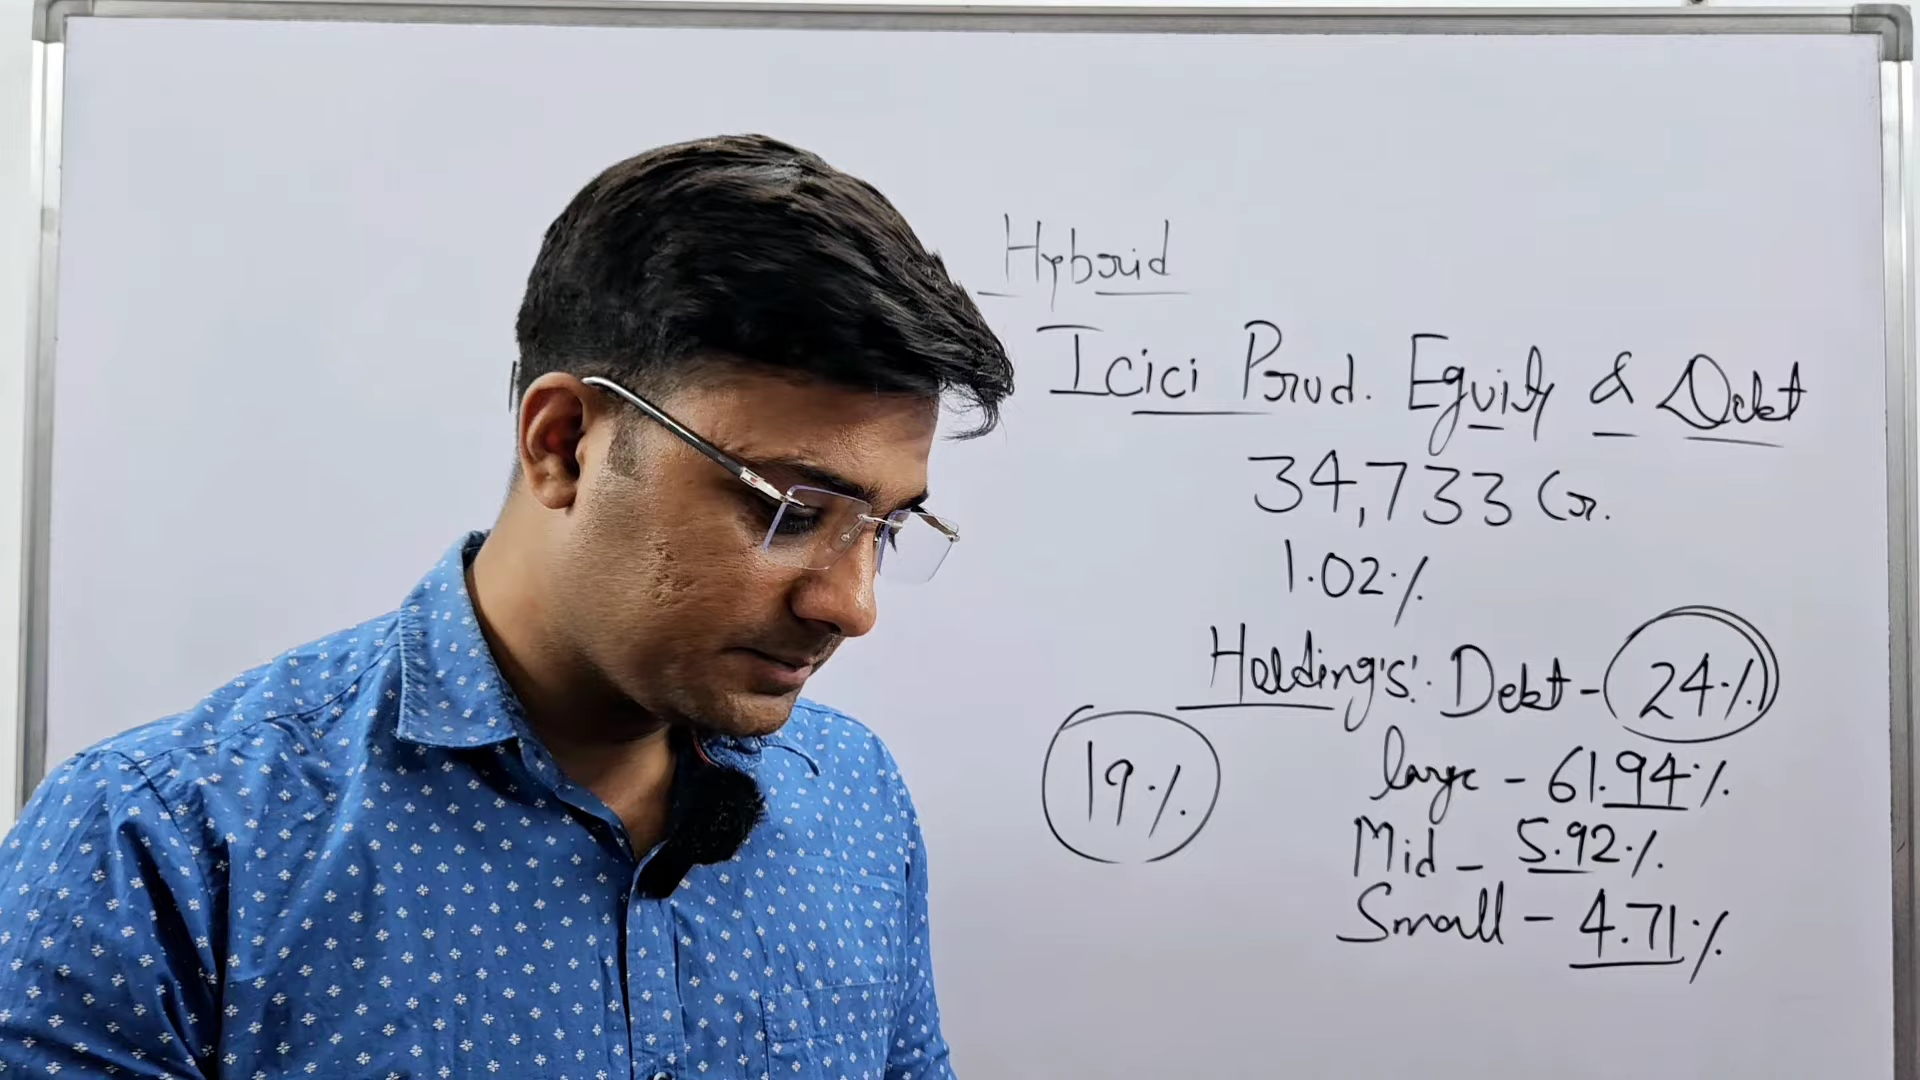 Hybrid
Icici Prud. Equity & Debt
34,733 Cr.
1.02%
Holding's: Debt - 24%
19%
large - 61.94%
Mid - 5.92%
Small - 4.71%